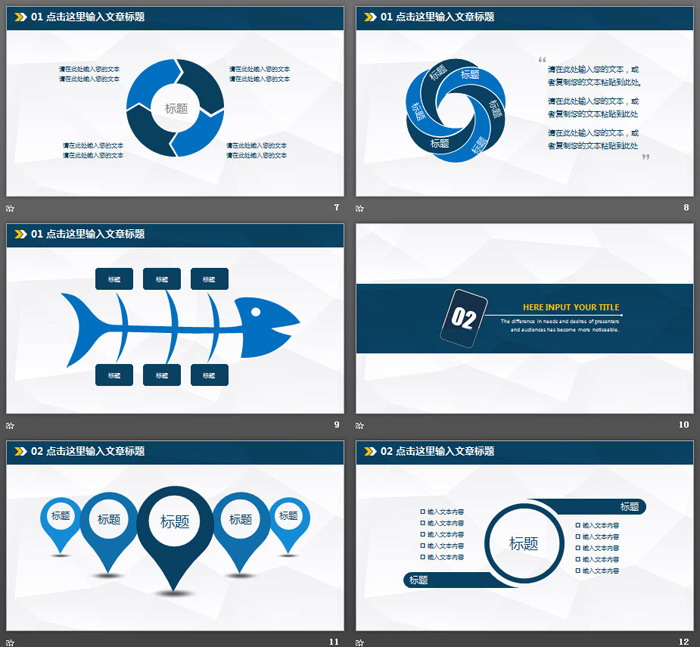 01 点击这里输入文章标题
请在此处输入您的文本
请在此处输入您的文本
请在此处输入您的文本
请在此处输入您的文本
标题
请在此处输入您的文本
请在此处输入您的文本
请在此处输入您的文本
请在此处输入您的文本
7
01 点击这里输入文章标题
标题
标题
标题
标题
标题
标题
“
请在此处输入您的文本，或
者复制您的文本粘贴到此处。
请在此处输入您的文本，或
者复制您的文本粘贴到此处
请在此处输入您的文本，或
者复制您的文本粘贴到此处
”
8
01 点击这里输入文章标题
标题
标题
标题
标题
标题
标题
9
02
HERE INPUT YOUR TITLE
The difference in needs and desires of presenters
and audiences has become more noticeable.
10
02 点击这里输入文章标题
标题
标题
标题
标题
标题
11
02 点击这里输入文章标题
标题
输入文本内容
输入文本内容
输入文本内容
输入文本内容
输入文本内容
标题
输入文本内容
输入文本内容
输入文本内容
输入文本内容
输入文本内容
标题
12